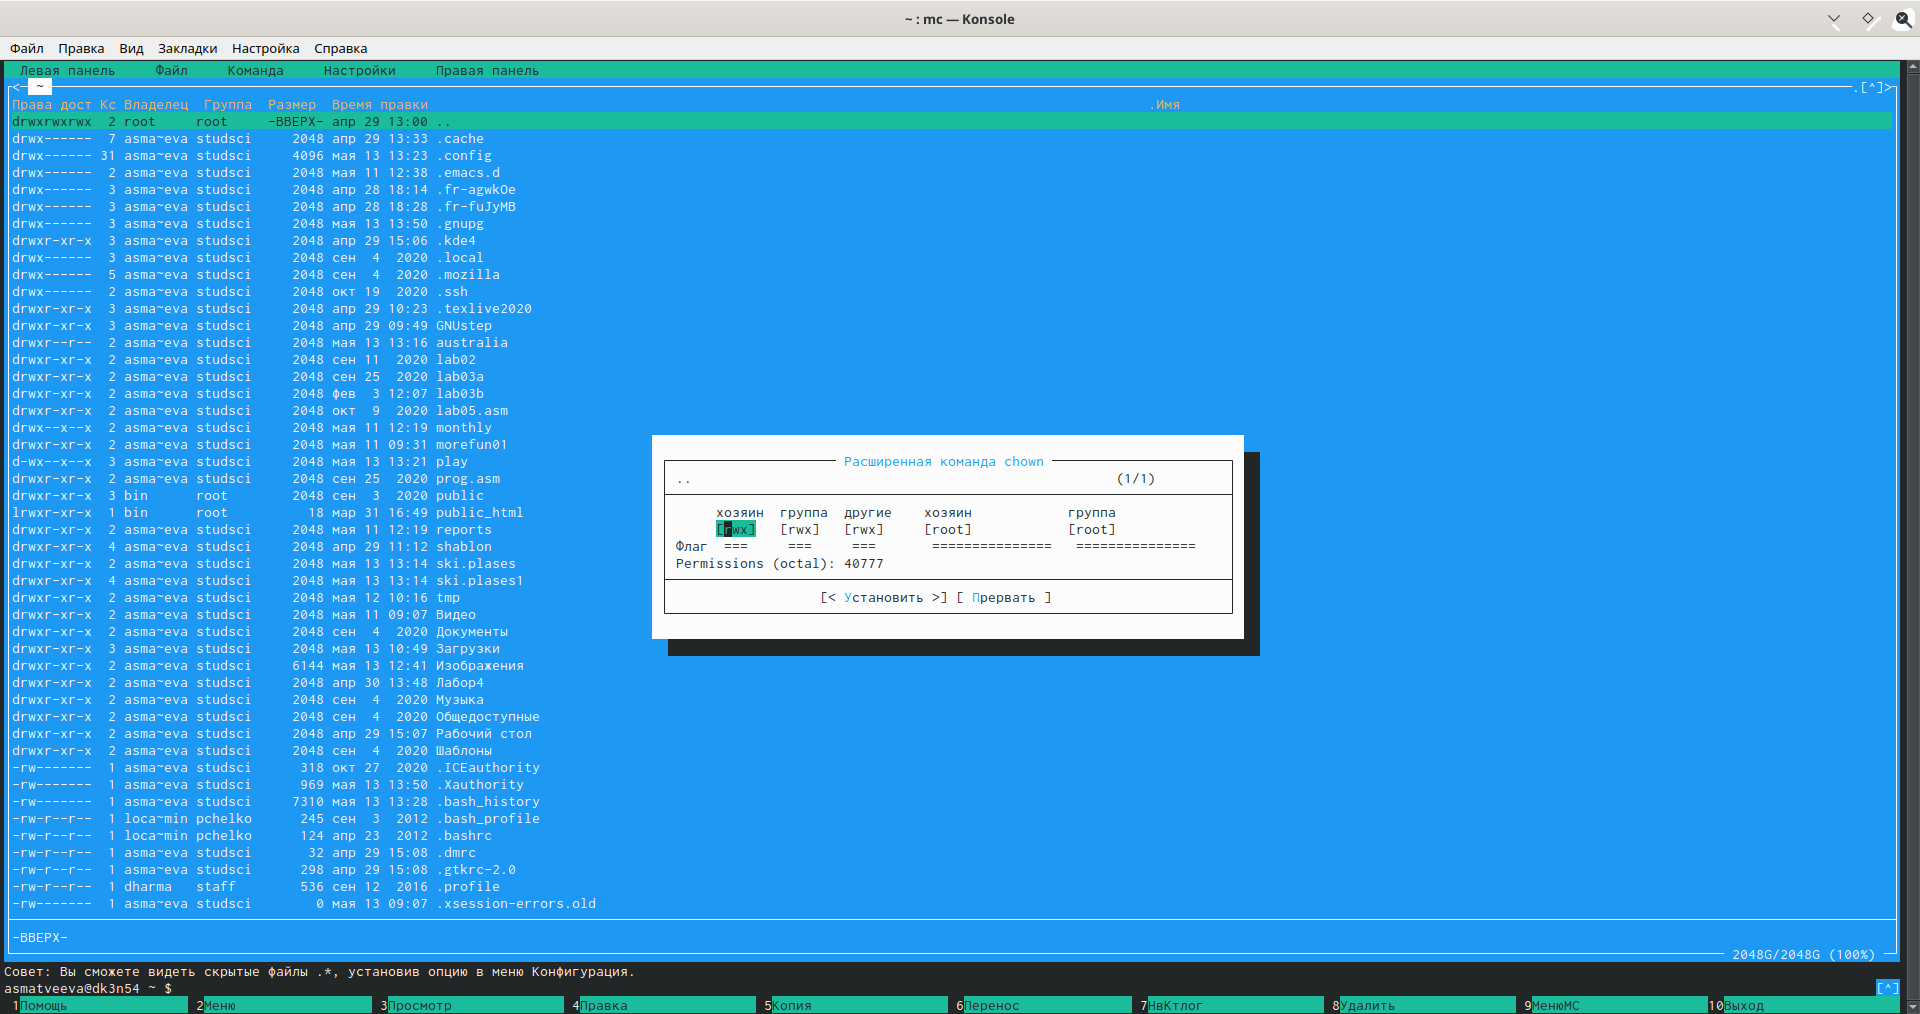 ~ : mc — Konsole
Файл Правка Вид Закладки Настройка Справка
Левая панель Файл Команда Настройки Правая панель
<─ ~ .[^]>
Права дост Кс Владелец Группа Размер Время правки .Имя
drwxrwxrwx 2 root root -ВВЕРХ- апр 29 13:00 ..
drwx------ 7 asma~eva studsci 2048 апр 29 13:33 .cache
drwx------ 31 asma~eva studsci 4096 мая 13 13:23 .config
drwx------ 2 asma~eva studsci 2048 мая 11 12:38 .emacs.d
drwx------ 3 asma~eva studsci 2048 апр 28 18:14 .fr-agwkOe
drwx------ 3 asma~eva studsci 2048 апр 28 18:28 .fr-fuJyMB
drwx------ 3 asma~eva studsci 2048 мая 13 13:50 .gnupg
drwxr-xr-x 3 asma~eva studsci 2048 апр 29 15:06 .kde4
drwx------ 3 asma~eva studsci 2048 сен 4 2020 .local
drwx------ 5 asma~eva studsci 2048 сен 4 2020 .mozilla
drwx------ 2 asma~eva studsci 2048 окт 19 2020 .ssh
drwxr-xr-x 3 asma~eva studsci 2048 апр 29 10:23 .texlive2020
drwxr-xr-x 3 asma~eva studsci 2048 апр 29 09:49 GNUstep
drwxr--r-- 2 asma~eva studsci 2048 мая 13 13:16 australia
drwxr-xr-x 2 asma~eva studsci 2048 сен 11 2020 lab02
drwxr-xr-x 2 asma~eva studsci 2048 сен 25 2020 lab03a
drwxr-xr-x 2 asma~eva studsci 2048 фев 3 12:07 lab03b
drwxr-xr-x 2 asma~eva studsci 2048 окт 9 2020 lab05.asm
drwx--x--x 2 asma~eva studsci 2048 мая 11 12:19 monthly
drwxr-xr-x 2 asma~eva studsci 2048 мая 11 09:31 morefun01
d-wx--x--x 3 asma~eva studsci 2048 мая 13 13:21 play
drwxr-xr-x 2 asma~eva studsci 2048 сен 25 2020 prog.asm
drwxr-xr-x 3 bin root 2048 сен 3 2020 public
lrwxr-xr-x 1 bin root 18 мар 31 16:49 public_html
drwxr-xr-x 2 asma~eva studsci 2048 мая 11 12:19 reports
drwxr-xr-x 4 asma~eva studsci 2048 апр 29 11:12 shablon
drwxr-xr-x 2 asma~eva studsci 2048 мая 13 13:14 ski.plases
drwxr-xr-x 4 asma~eva studsci 2048 мая 13 13:14 ski.plases1
drwxr-xr-x 2 asma~eva studsci 2048 мая 12 10:16 tmp
drwxr-xr-x 2 asma~eva studsci 2048 мая 11 09:07 Видео
drwxr-xr-x 2 asma~eva studsci 2048 сен 4 2020 Документы
drwxr-xr-x 3 asma~eva studsci 2048 мая 13 10:49 Загрузки
drwxr-xr-x 2 asma~eva studsci 6144 мая 13 12:41 Изображения
drwxr-xr-x 2 asma~eva studsci 2048 апр 30 13:48 Лабор4
drwxr-xr-x 2 asma~eva studsci 2048 сен 4 2020 Музыка
drwxr-xr-x 2 asma~eva studsci 2048 сен 4 2020 Общедоступные
drwxr-xr-x 2 asma~eva studsci 2048 апр 29 15:07 Рабочий стол
drwxr-xr-x 2 asma~eva studsci 2048 сен 4 2020 Шаблоны
-rw------- 1 asma~eva studsci 318 окт 27 2020 .ICEauthority
-rw------- 1 asma~eva studsci 969 мая 13 13:50 .Xauthority
-rw------- 1 asma~eva studsci 7310 мая 13 13:28 .bash_history
-rw-r--r-- 1 loca~min pchelko 245 сен 3 2012 .bash_profile
-rw-r--r-- 1 loca~min pchelko 124 апр 23 2012 .bashrc
-rw-r--r-- 1 asma~eva studsci 32 апр 29 15:08 .dmrc
-rw-r--r-- 1 asma~eva studsci 298 апр 29 15:08 .gtkrc-2.0
-rw-r--r-- 1 dharma staff 536 сен 12 2016 .profile
-rw------- 1 asma~eva studsci 0 мая 13 09:07 .xsession-errors.old
Расширенная команда chown
.. (1/1)
хозяин группа другие хозяин группа
[rwx] [rwx] [rwx] [root] [root]
Флаг === === === =============== ===============
Permissions (octal): 40777
[< Установить >] [ Прервать ]
-ВВЕРХ-
2048G/2048G (100%)
Совет: Вы сможете видеть скрытые файлы .*, установив опцию в меню Конфигурация.
asmatveeva@dk3n54 ~ $ [^]
1Помощь 2Меню 3Просмотр 4Правка 5Копия 6Перенос 7НвКтлог 8Удалить 9МенюMC 10Выход